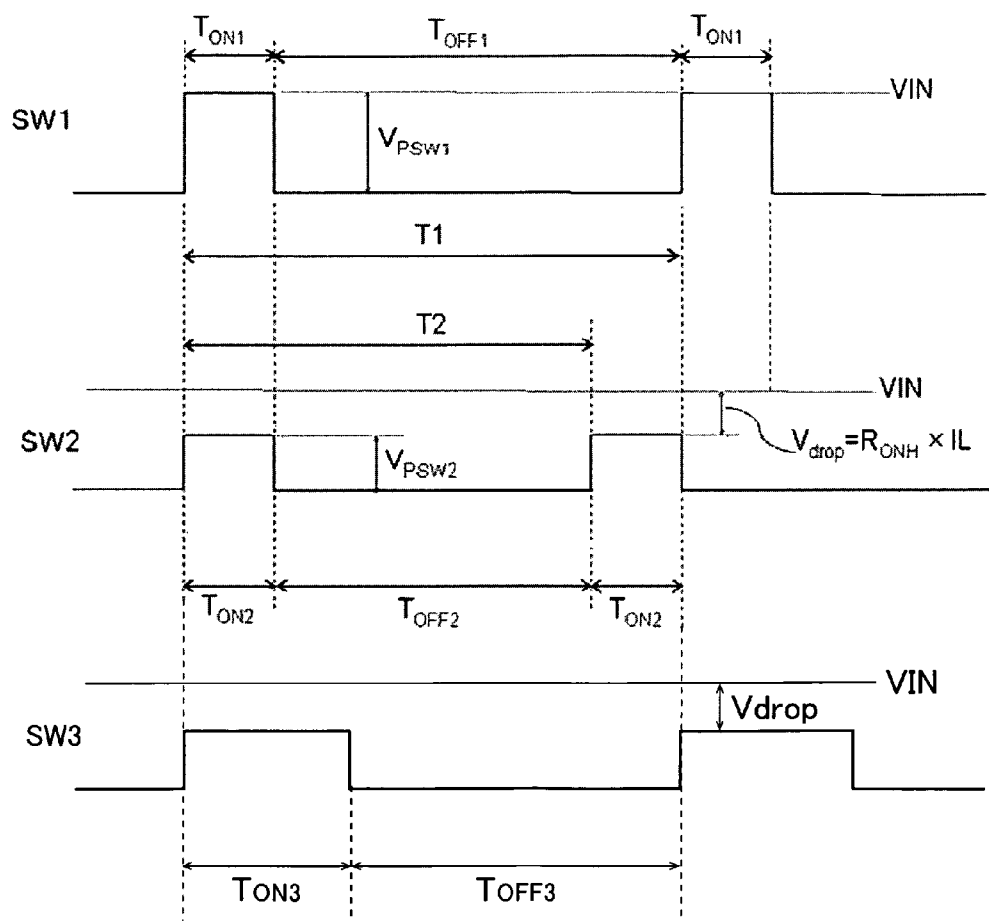 TON1
TOFF1
TON1
VIN
SW1
VPSW1
T1
T2
VIN
SW2
VPSW2
Vdrop=RONH × IL
TON2
TOFF2
TON2
VIN
Vdrop
SW3
TON3
TOFF3